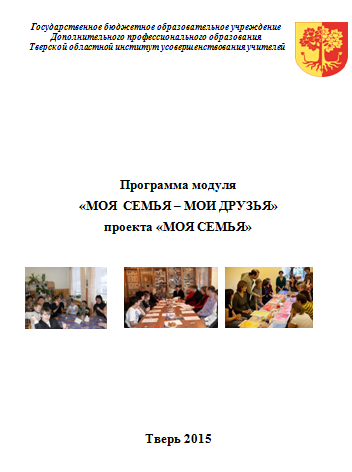 Государственное бюджетное образовательное учреждение
Дополнительного профессионального образования
Тверской областной институт усовершенствования учителей
Программа модуля
«МОЯ СЕМЬЯ – МОИ ДРУЗЬЯ»
проекта «МОЯ СЕМЬЯ»
Тверь 2015